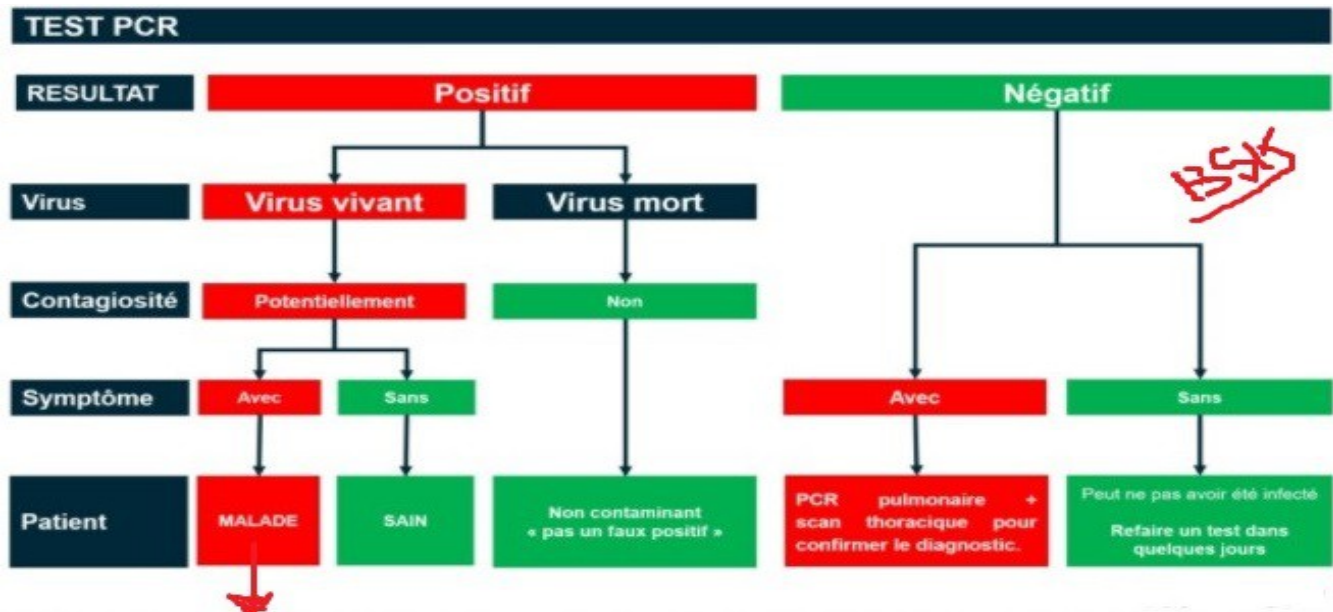 TEST PCR
RESULTAT
Positif
Négatif
BSK
Virus
Virus vivant
Virus mort
Contagiosité
Potentiellement
Non
Symptôme
Avec
Sans
Avec
Sans
Patient
MALADE
SAIN
Non contaminant
« pas un faux positif »
PCR pulmonaire +
scan thoracique pour
confirmer le diagnostic.
Peut ne pas avoir été infecté
Refaire un test dans
quelques jours